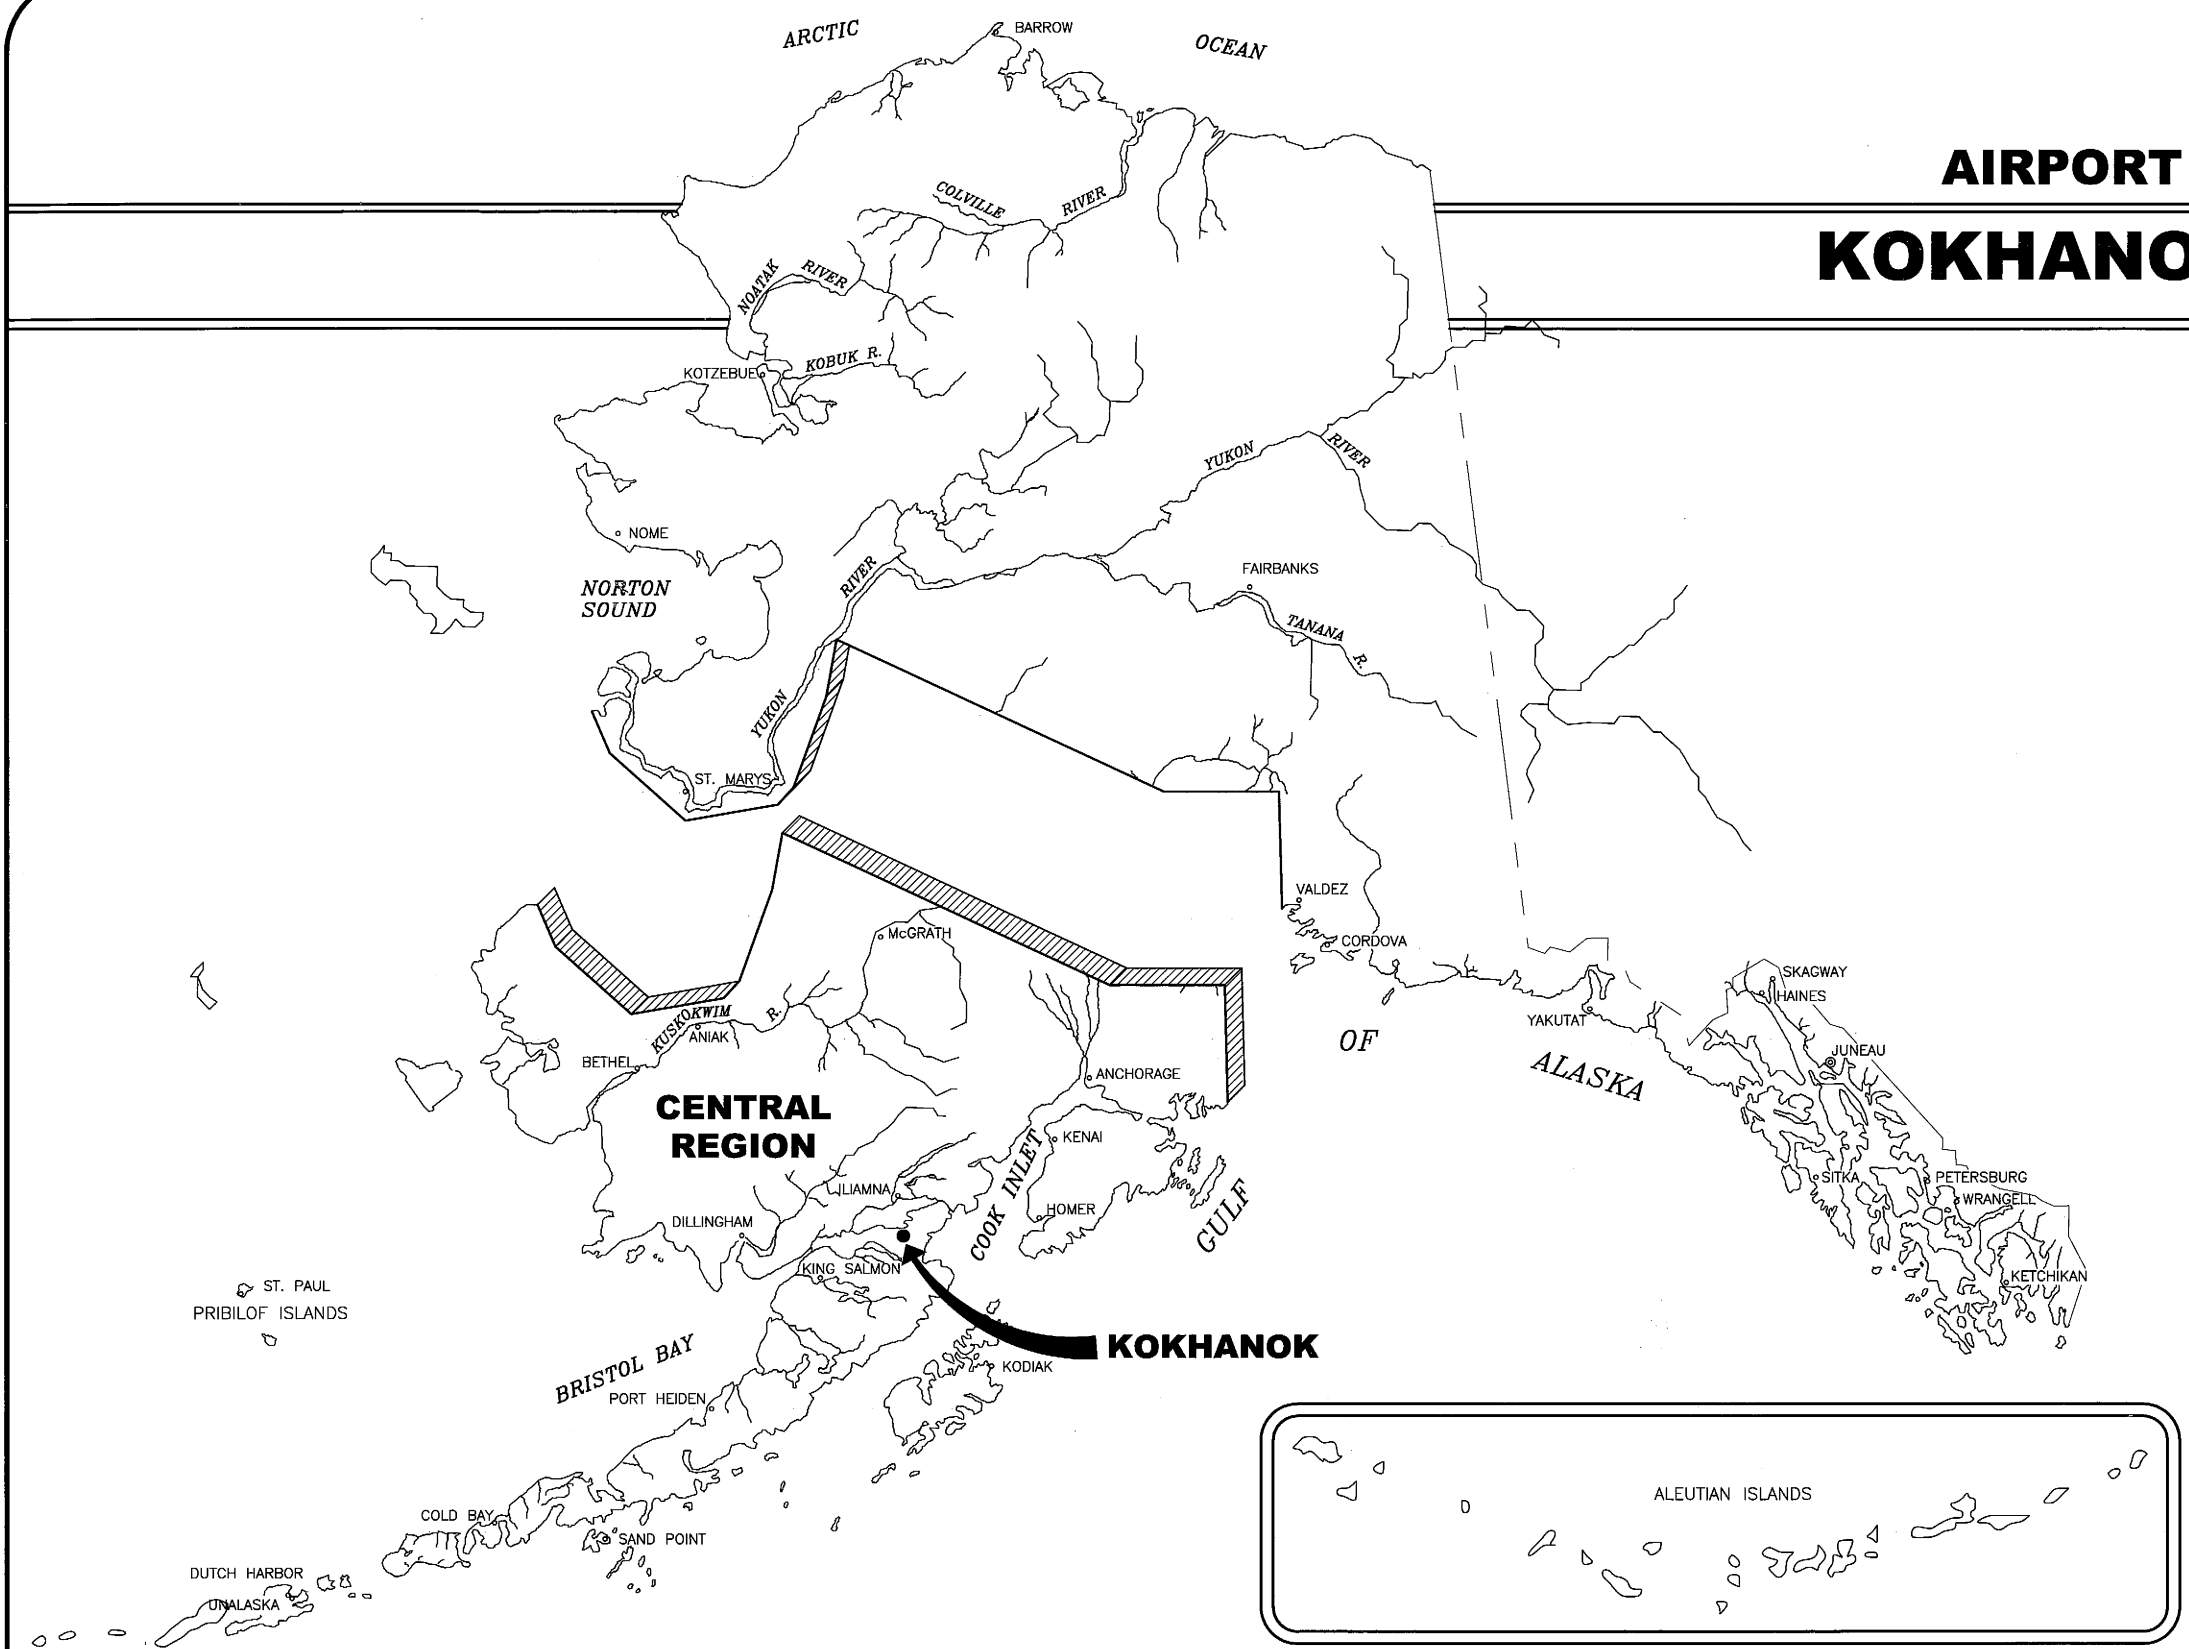 ARCTIC
OCEAN
BARROW
AIRPORT
KOKHANO
COLVILLE RIVER
NOATAK RIVER
KOBUK R.
KOTZEBUE
YUKON RIVER
NOME
NORTON
SOUND
RIVER
FAIRBANKS
TANANA R.
YUKON
ST. MARYS
VALDEZ
McGRATH
CORDOVA
SKAGWAY
HAINES
YAKUTAT
KUSKOKWIM R.
ANIAK
OF
JUNEAU
BETHEL
ANCHORAGE
ALASKA
CENTRAL
REGION
KENAI
COOK INLET
ILIAMNA
SITKA
PETERSBURG
WRANGELL
HOMER
GULF
DILLINGHAM
KING SALMON
ST. PAUL
PRIBILOF ISLANDS
KETCHIKAN
KOKHANOK
BRISTOL BAY
KODIAK
PORT HEIDEN
ALEUTIAN ISLANDS
COLD BAY
SAND POINT
DUTCH HARBOR
UNALASKA